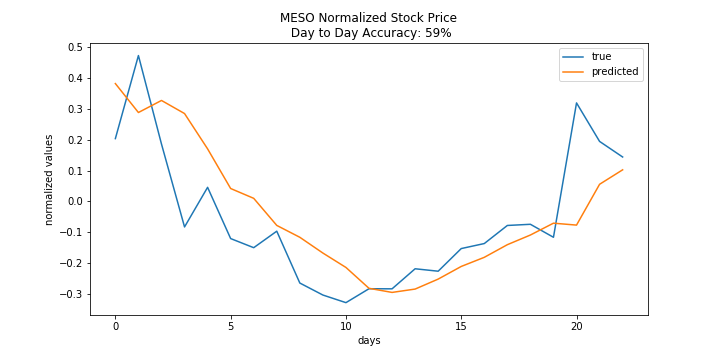 MESO Normalized Stock Price
Day to Day Accuracy: 59%
true
predicted
normalized values
0.5
0.4
0.3
0.2
0.1
0.0
−0.1
−0.2
−0.3
0
5
10
15
20
days